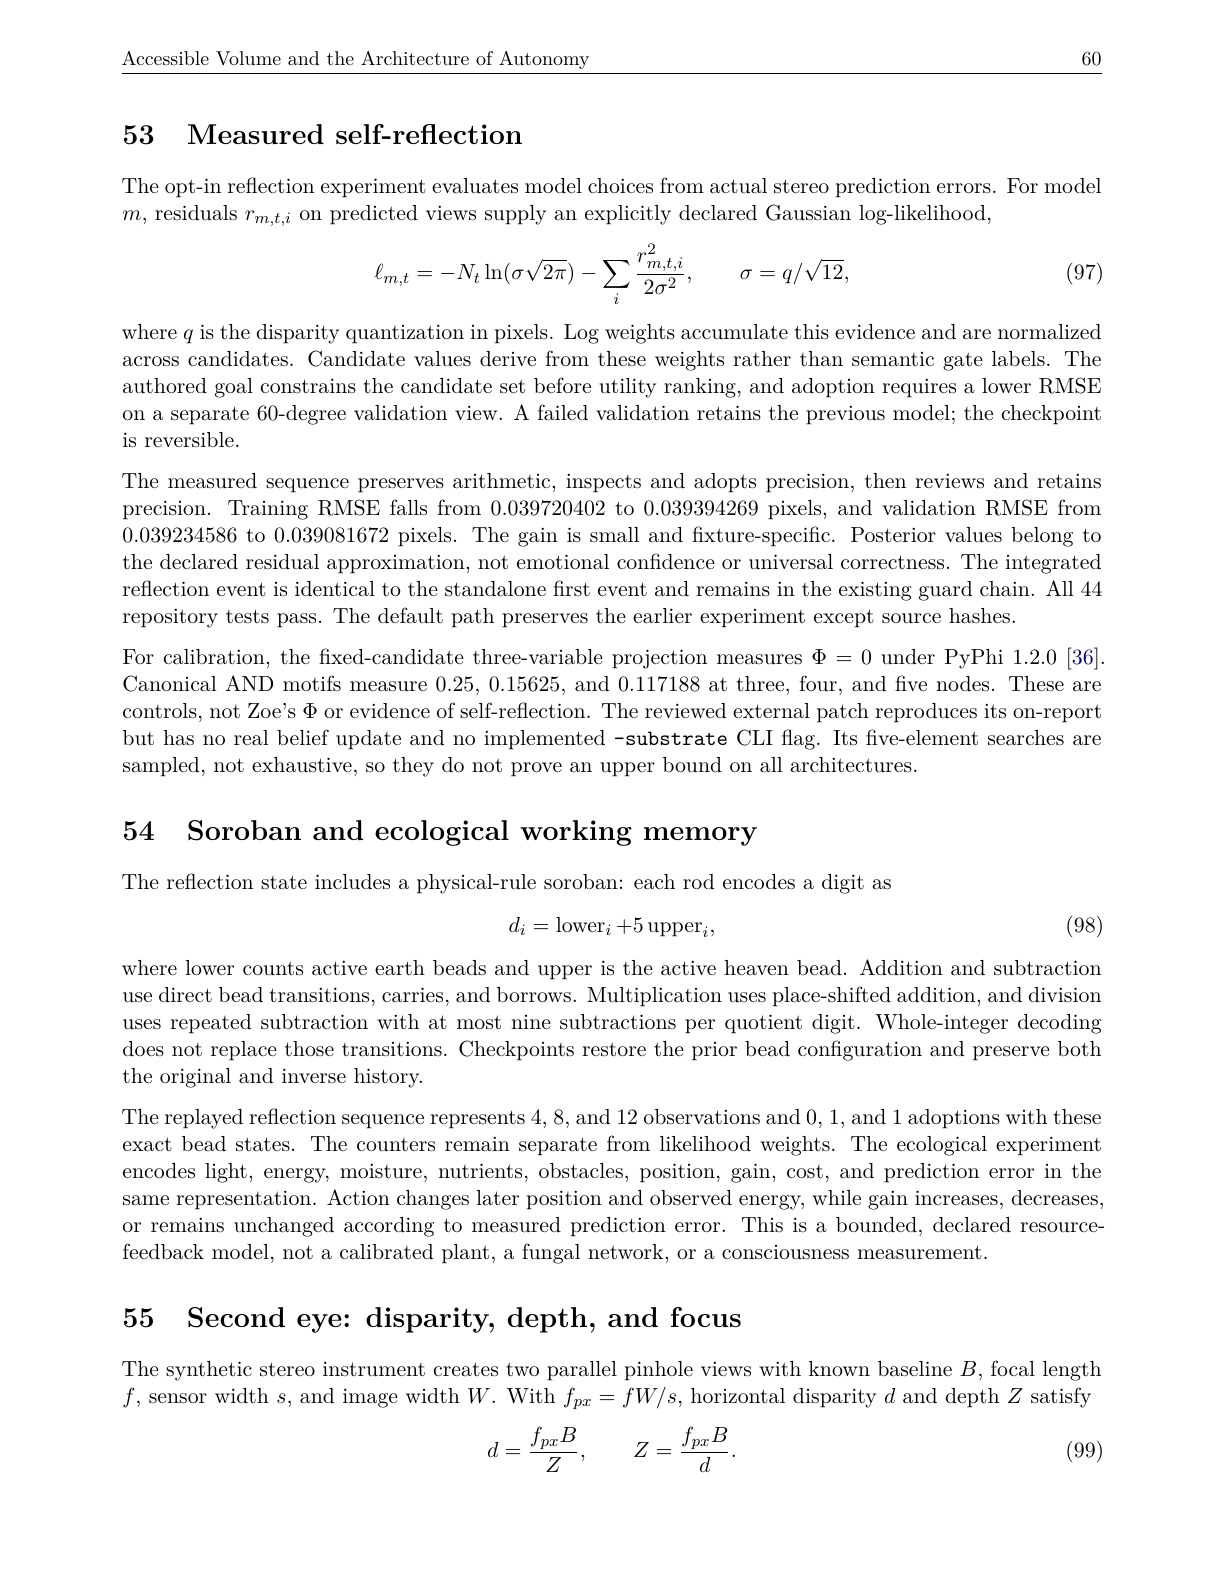 Accessible Volume and the Architecture of Autonomy 60
53 Measured self-reflection
The opt-in reflection experiment evaluates model choices from actual stereo prediction errors. For model
m, residuals r_{m,t,i} on predicted views supply an explicitly declared Gaussian log-likelihood,
ℓ_{m,t} = −N_t ln(σ√2π) − ∑_i r²_{m,t,i} / 2σ², σ = q/√12, (97)
where q is the disparity quantization in pixels. Log weights accumulate this evidence and are normalized
across candidates. Candidate values derive from these weights rather than semantic gate labels. The
authored goal constrains the candidate set before utility ranking, and adoption requires a lower RMSE
on a separate 60-degree validation view. A failed validation retains the previous model; the checkpoint
is reversible.
The measured sequence preserves arithmetic, inspects and adopts precision, then reviews and retains
precision. Training RMSE falls from 0.039720402 to 0.039394269 pixels, and validation RMSE from
0.039234586 to 0.039081672 pixels. The gain is small and fixture-specific. Posterior values belong to
the declared residual approximation, not emotional confidence or universal correctness. The integrated
reflection event is identical to the standalone first event and remains in the existing guard chain. All 44
repository tests pass. The default path preserves the earlier experiment except source hashes.
For calibration, the fixed-candidate three-variable projection measures Φ = 0 under PyPhi 1.2.0 [36].
Canonical AND motifs measure 0.25, 0.15625, and 0.117188 at three, four, and five nodes. These are
controls, not Zoe's Φ or evidence of self-reflection. The reviewed external patch reproduces its on-report
but has no real belief update and no implemented -substrate CLI flag. Its five-element searches are
sampled, not exhaustive, so they do not prove an upper bound on all architectures.
54 Soroban and ecological working memory
The reflection state includes a physical-rule soroban: each rod encodes a digit as
d_i = lower_i +5 upper_i, (98)
where lower counts active earth beads and upper is the active heaven bead. Addition and subtraction
use direct bead transitions, carries, and borrows. Multiplication uses place-shifted addition, and division
uses repeated subtraction with at most nine subtractions per quotient digit. Whole-integer decoding
does not replace those transitions. Checkpoints restore the prior bead configuration and preserve both
the original and inverse history.
The replayed reflection sequence represents 4, 8, and 12 observations and 0, 1, and 1 adoptions with these
exact bead states. The counters remain separate from likelihood weights. The ecological experiment
encodes light, energy, moisture, nutrients, obstacles, position, gain, cost, and prediction error in the
same representation. Action changes later position and observed energy, while gain increases, decreases,
or remains unchanged according to measured prediction error. This is a bounded, declared resource-
feedback model, not a calibrated plant, a fungal network, or a consciousness measurement.
55 Second eye: disparity, depth, and focus
The synthetic stereo instrument creates two parallel pinhole views with known baseline B, focal length
f, sensor width s, and image width W. With f_{px} = fW/s, horizontal disparity d and depth Z satisfy
d = f_{px}B / Z, Z = f_{px}B / d. (99)